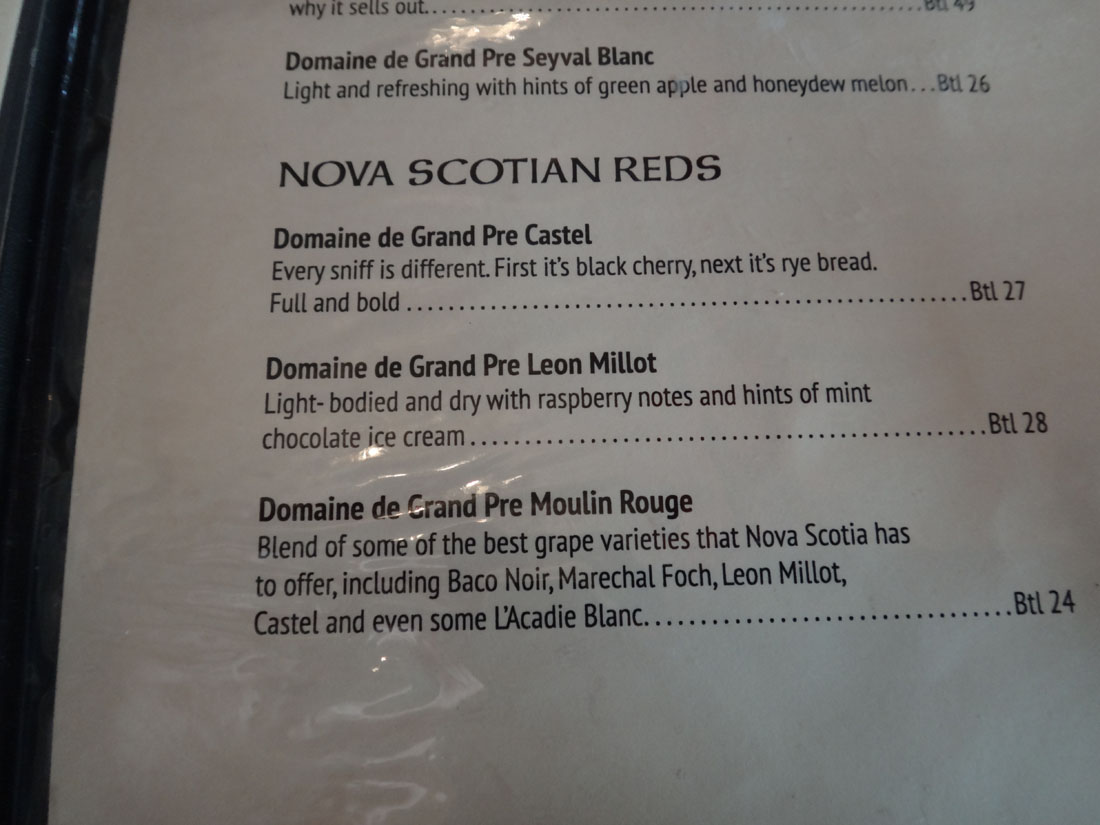 why it sells out..........................................................Btl 49
Domaine de Grand Pre Seyval Blanc
Light and refreshing with hints of green apple and honeydew melon...Btl 26
NOVA SCOTIAN REDS
Domaine de Grand Pre Castel
Every sniff is different. First it's black cherry, next it's rye bread.
Full and bold ..............................................................Btl 27
Domaine de Grand Pre Leon Millot
Light- bodied and dry with raspberry notes and hints of mint
chocolate ice cream.......................................................Btl 28
Domaine de Grand Pre Moulin Rouge
Blend of some of the best grape varieties that Nova Scotia has
to offer, including Baco Noir, Marechal Foch, Leon Millot,
Castel and even some L'Acadie Blanc..................................Btl 24